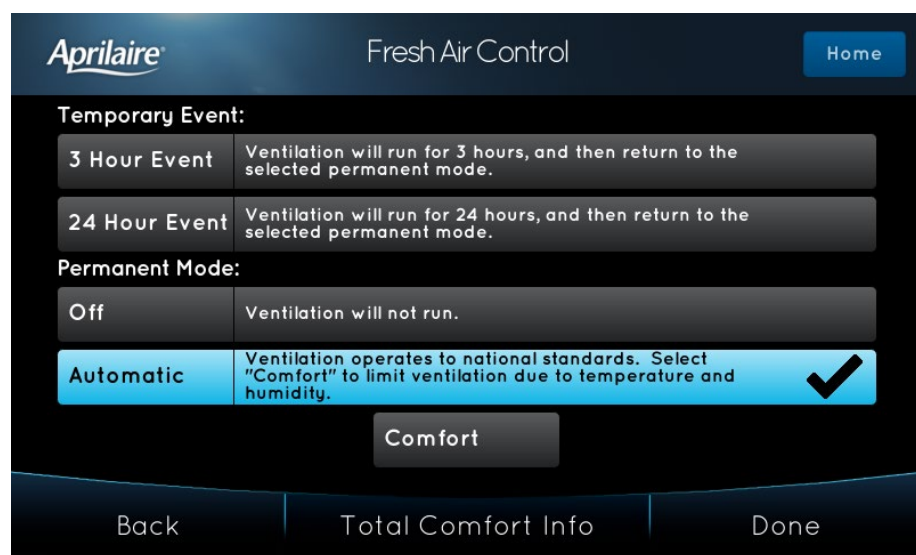 Aprilaire
Fresh Air Control
Home
Temporary Event:
3 Hour Event
Ventilation will run for 3 hours, and then return to the
selected permanent mode.
24 Hour Event
Ventilation will run for 24 hours, and then return to the
selected permanent mode.
Permanent Mode:
Off
Ventilation will not run.
Automatic
Ventilation operates to national standards. Select
"Comfort" to limit ventilation due to temperature and
humidity.
Comfort
Back
Total Comfort Info
Done